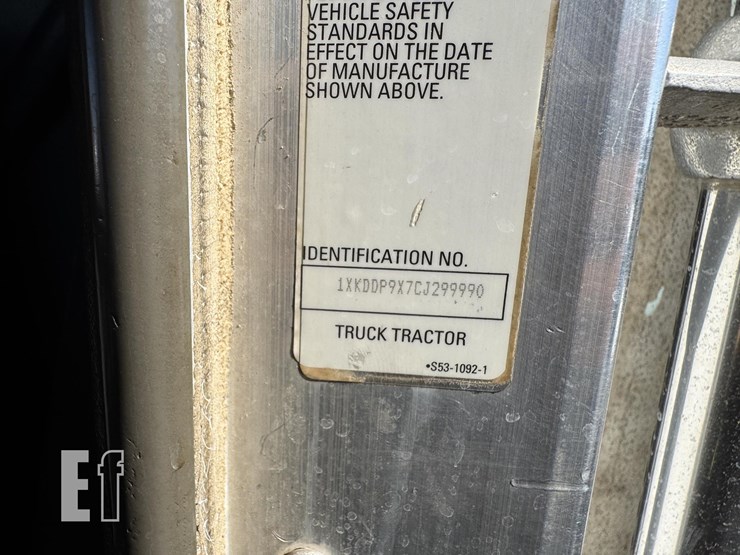 VEHICLE SAFETY
STANDARDS IN
EFFECT ON THE DATE
OF MANUFACTURE
SHOWN ABOVE.
IDENTIFICATION NO.
1XKDDP9X7CJ299990
TRUCK TRACTOR
•S53-1092-1
Ef